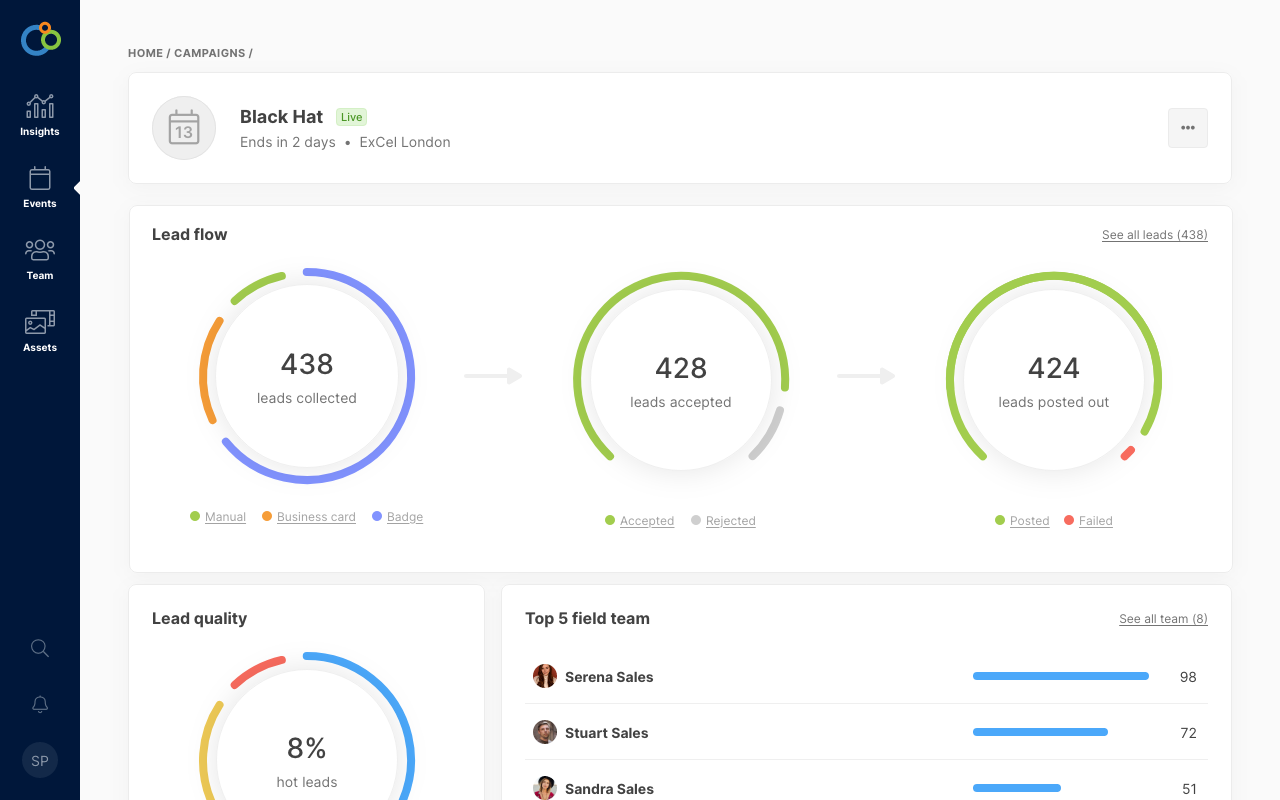 HOME / CAMPAIGNS /
Insights
Events
Team
Assets
SP
13
Black Hat Live
Ends in 2 days • ExCel London
•••
Lead flow
See all leads (438)
438
leads collected
Manual Business card Badge
428
leads accepted
Accepted Rejected
424
leads posted out
Posted Failed
Lead quality
8%
hot leads
Top 5 field team
See all team (8)
Serena Sales 98
Stuart Sales 72
Sandra Sales 51